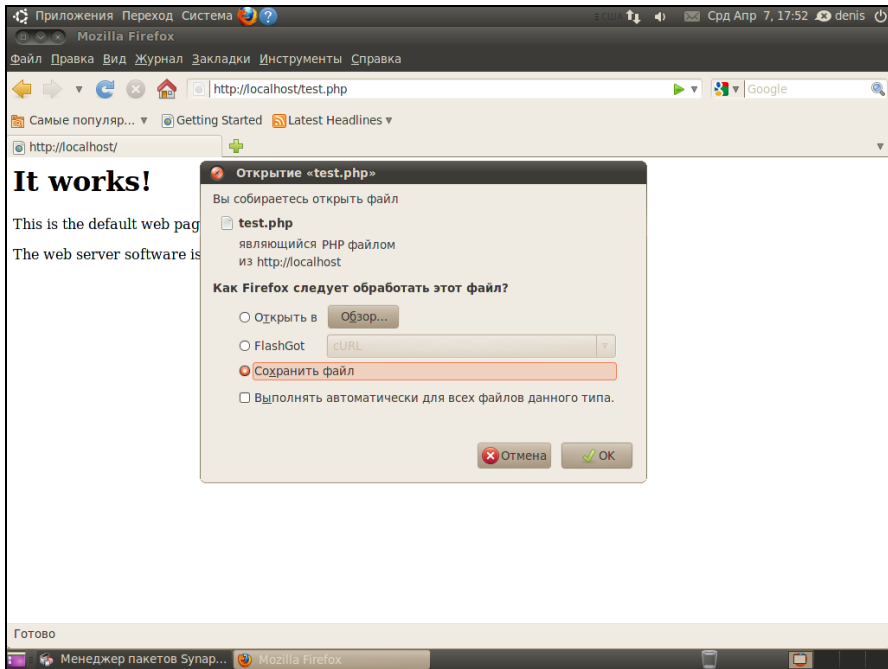 Приложения Переход Система
США
Срд Апр 7, 17:52 denis
Mozilla Firefox
Файл Правка Вид Журнал Закладки Инструменты Справка
http://localhost/test.php
Google
Самые популяр... Getting Started Latest Headlines
http://localhost/
It works!
This is the default web pag
The web server software is
Открытие «test.php»
Вы собираетесь открыть файл
test.php
являющийся PHP файлом
из http://localhost
Как Firefox следует обработать этот файл?
Открыть в Обзор...
FlashGot cURL
Сохранить файл
Выполнять автоматически для всех файлов данного типа.
Отмена OK
Готово
Менеджер пакетов Synap... Mozilla Firefox